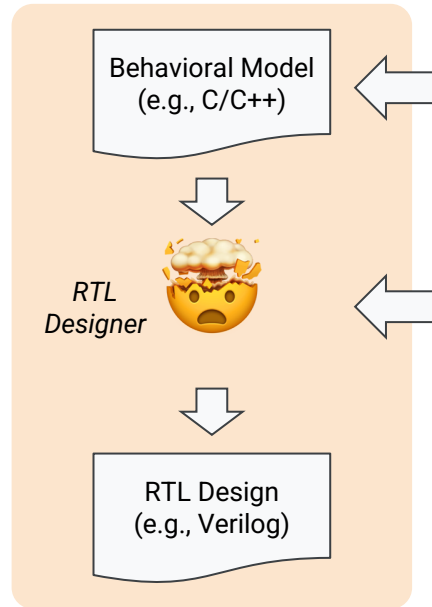 Behavioral Model
(e.g., C/C++)
RTL
Designer
RTL Design
(e.g., Verilog)